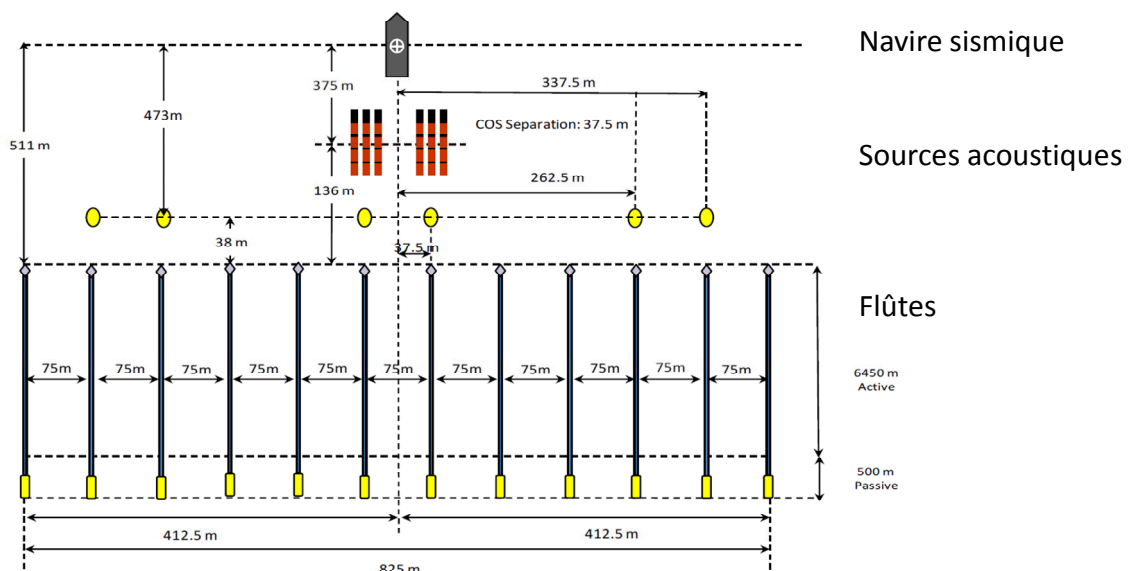 Navire sismique
375 m
337.5 m
473m
COS Separation: 37.5 m
511 m
Sources acoustiques
136 m
262.5 m
38 m
37.5 m
Flûtes
75m
75m
75m
75m
75m
75m
75m
75m
75m
75m
75m
6450 m
Active
500 m
Passive
412.5 m
412.5 m
825 m